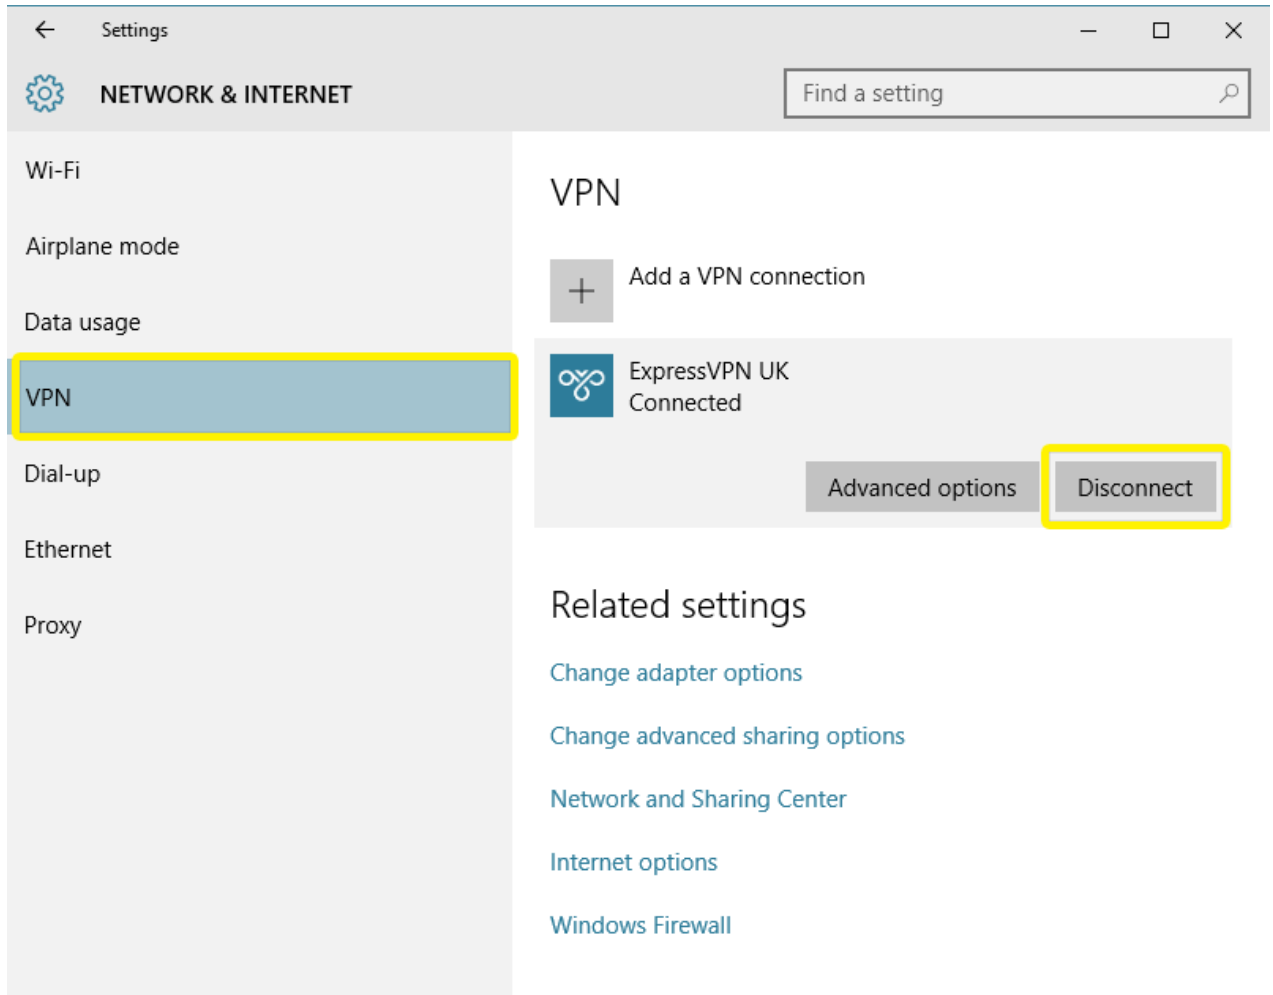 Settings
NETWORK & INTERNET
Find a setting
Wi-Fi
Airplane mode
Data usage
VPN
Dial-up
Ethernet
Proxy
VPN
Add a VPN connection
ExpressVPN UK
Connected
Advanced options
Disconnect
Related settings
Change adapter options
Change advanced sharing options
Network and Sharing Center
Internet options
Windows Firewall